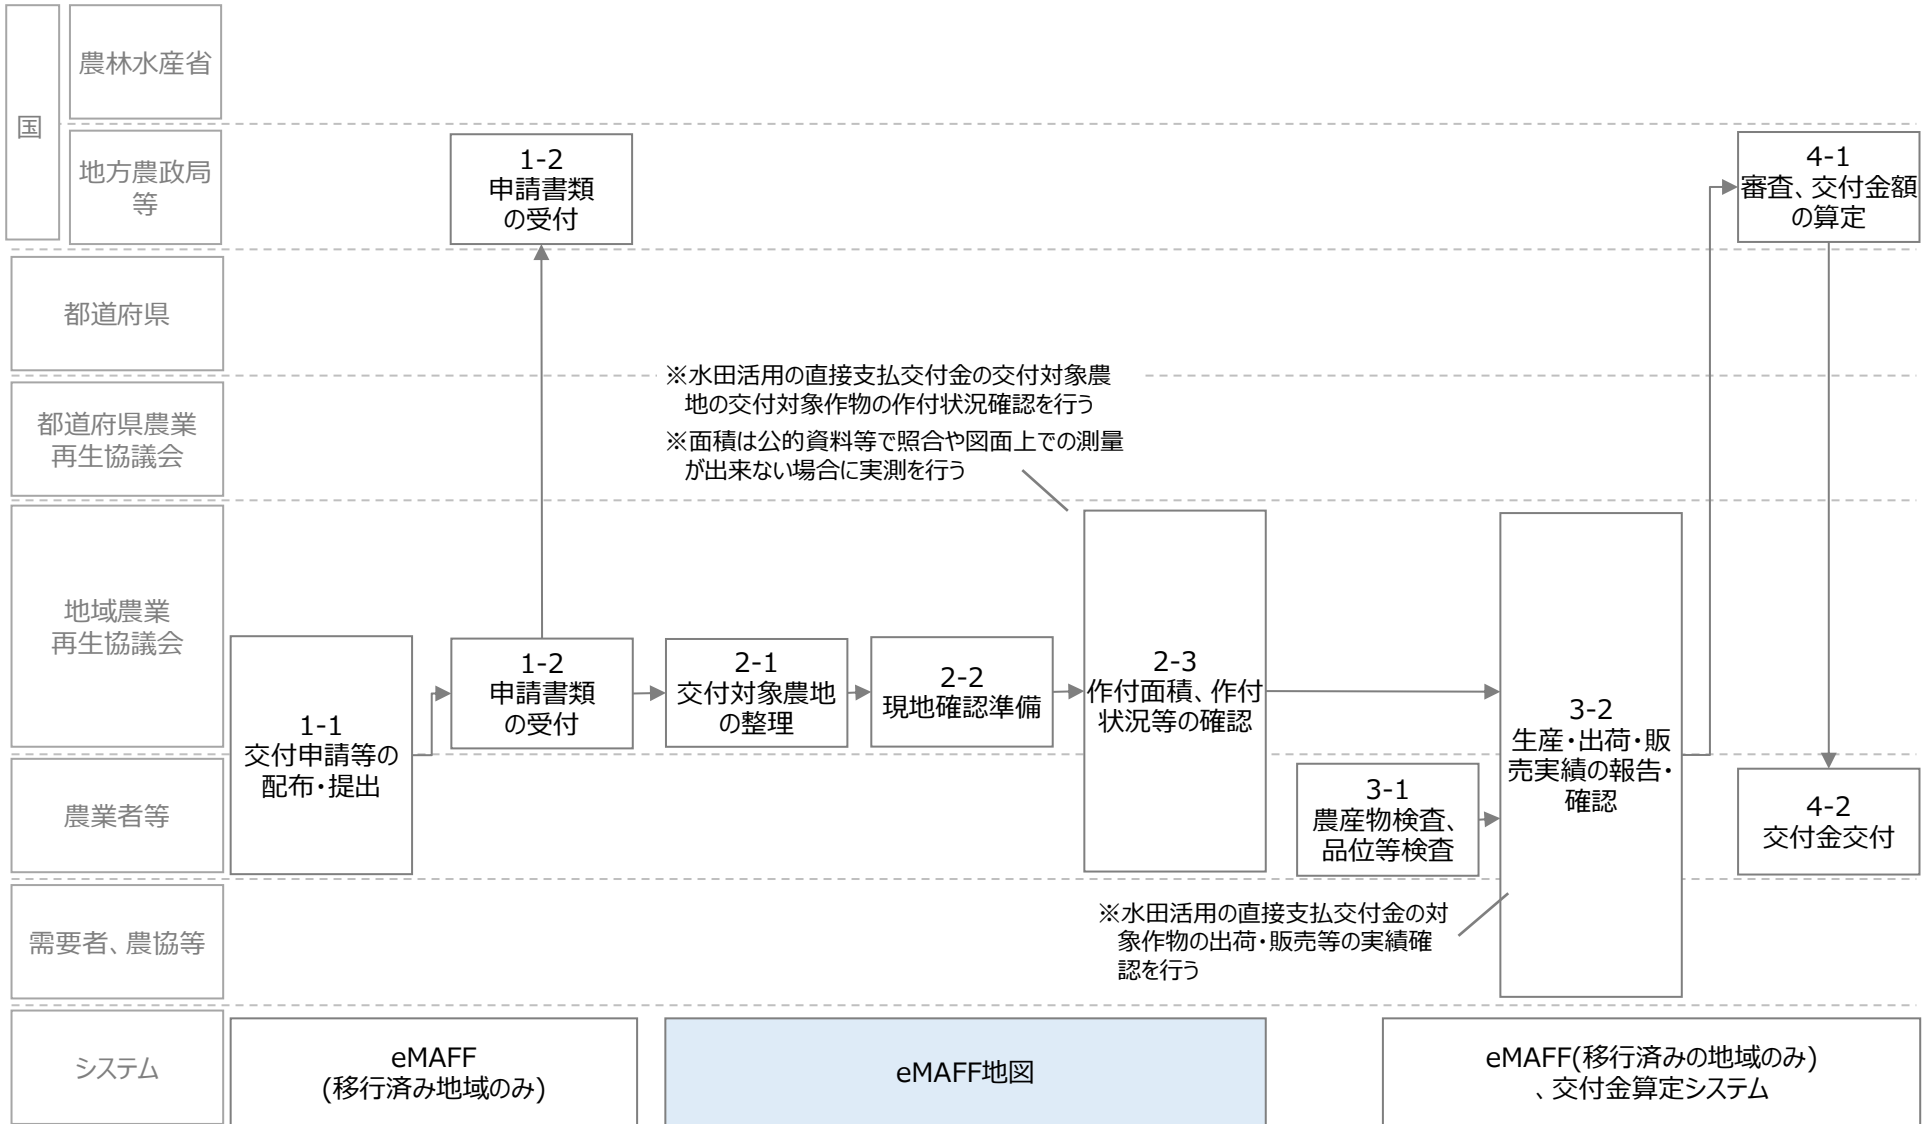 国
農林水産省
地方農政局
等
都道府県
都道府県農業
再生協議会
地域農業
再生協議会
農業者等
需要者、農協等
システム
1-1
交付申請等の
配布・提出
1-2
申請書類
の受付
1-2
申請書類
の受付
2-1
交付対象農地
の整理
2-2
現地確認準備
※水田活用の直接支払交付金の交付対象農
地の交付対象作物の作付状況確認を行う
※面積は公的資料等で照合や図面上での測量
が出来ない場合に実測を行う
2-3
作付面積、作付
状況等の確認
3-1
農産物検査、
品位等検査
※水田活用の直接支払交付金の対
象作物の出荷・販売等の実績確
認を行う
3-2
生産・出荷・販
売実績の報告・
確認
4-1
審査、交付金額
の算定
4-2
交付金交付
eMAFF
(移行済み地域のみ)
eMAFF地図
eMAFF(移行済みの地域のみ)
、交付金算定システム